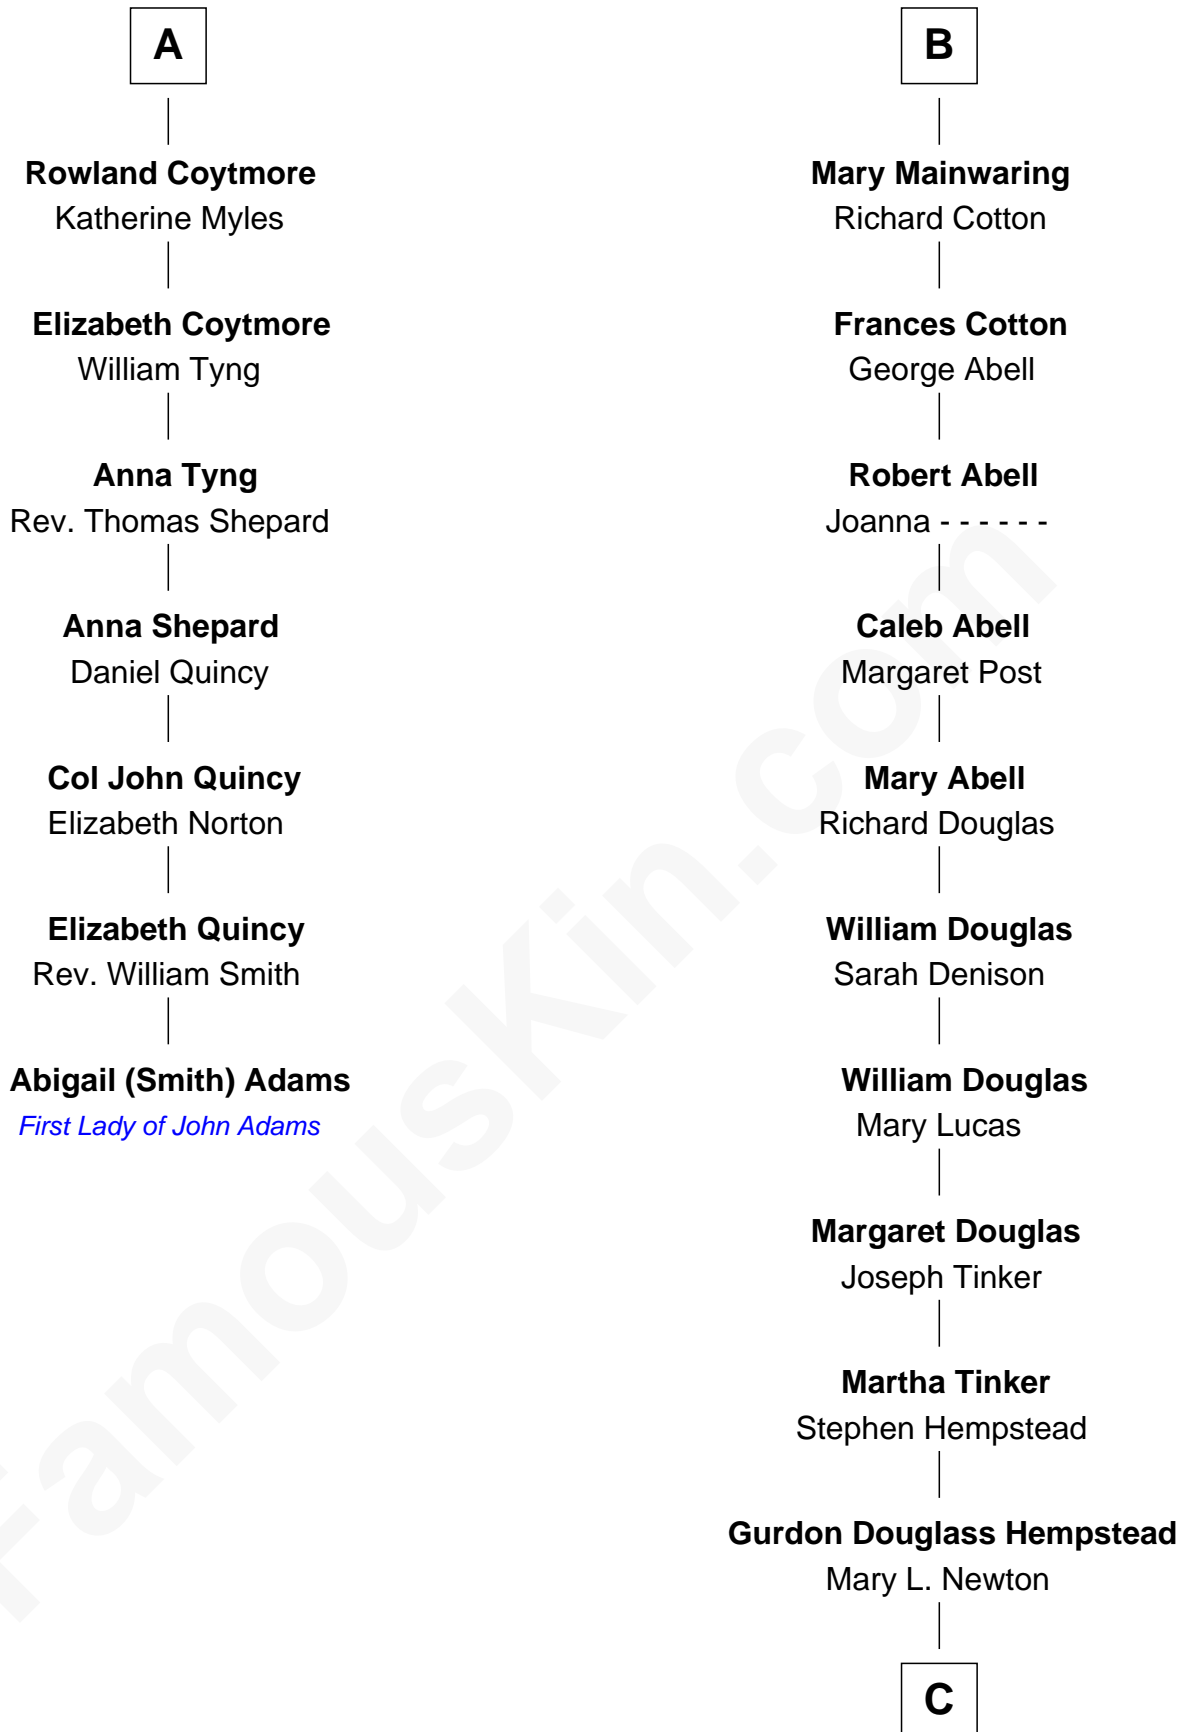 A
Rowland Coytmore
Katherine Myles
Elizabeth Coytmore
William Tyng
Anna Tyng
Rev. Thomas Shepard
Anna Shepard
Daniel Quincy
Col John Quincy
Elizabeth Norton
Elizabeth Quincy
Rev. William Smith
Abigail (Smith) Adams
First Lady of John Adams
B
Mary Mainwaring
Richard Cotton
Frances Cotton
George Abell
Robert Abell
Joanna - - - - - -
Caleb Abell
Margaret Post
Mary Abell
Richard Douglas
William Douglas
Sarah Denison
William Douglas
Mary Lucas
Margaret Douglas
Joseph Tinker
Martha Tinker
Stephen Hempstead
Gurdon Douglass Hempstead
Mary L. Newton
C
FamousKin.com